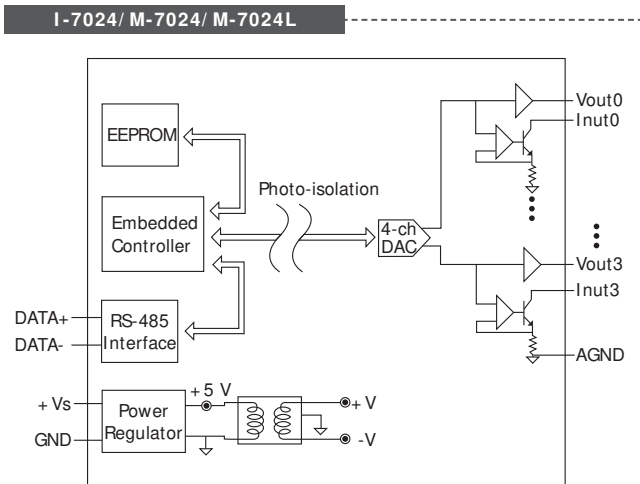 I-7024/ M-7024/ M-7024L
Vout0
Inut0
EEPROM
Photo-isolation
Embedded
Controller
4-ch
DAC
Vout3
Inut3
DATA+
DATA-
RS-485
Interface
AGND
+ Vs
GND
Power
Regulator
+ 5 V
+ V
-V